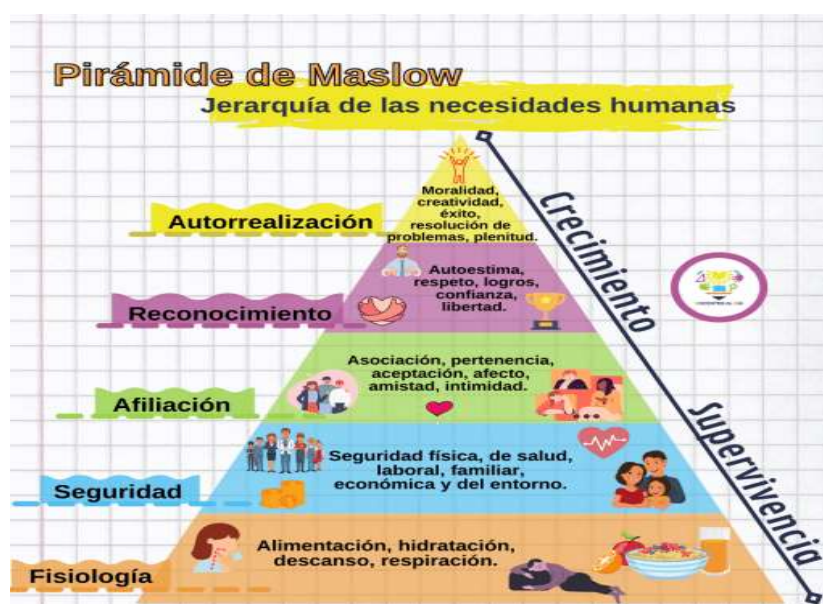 Pirámide de Maslow
Jerarquía de las necesidades humanas
Autorrealización
Moralidad,
creatividad,
éxito,
resolución de
problemas, plenitud.
Reconocimiento
Autoestima,
respeto, logros,
confianza,
libertad.
Afiliación
Asociación, pertenencia,
aceptación, afecto,
amistad, intimidad.
Seguridad
Seguridad física, de salud,
laboral, familiar,
económica y del entorno.
Fisiología
Alimentación, hidratación,
descanso, respiración.
Crecimiento
Supervivencia